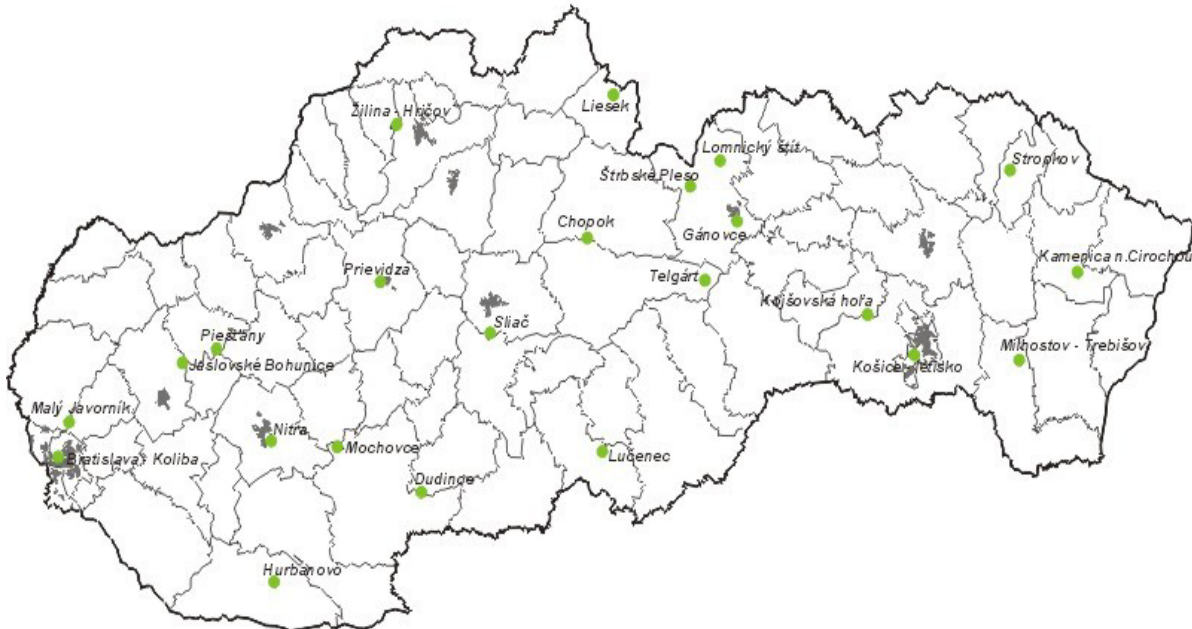 Liesek
Žilina - Hričov
Lomnický štít
Stropkov
Štrbské Pleso
Chopok
Gánovce
Kamenica n.Cirochou
Prievidza
Telgárt
Kojšovská hoľa
Sliač
Piešťany
Jaslovské Bohunice
Košice - letisko
Milhostov - Trebišov
Malý Javorník
Nitra
Mochovce
Bratislava - Koliba
Lučenec
Dudince
Hurbanovo